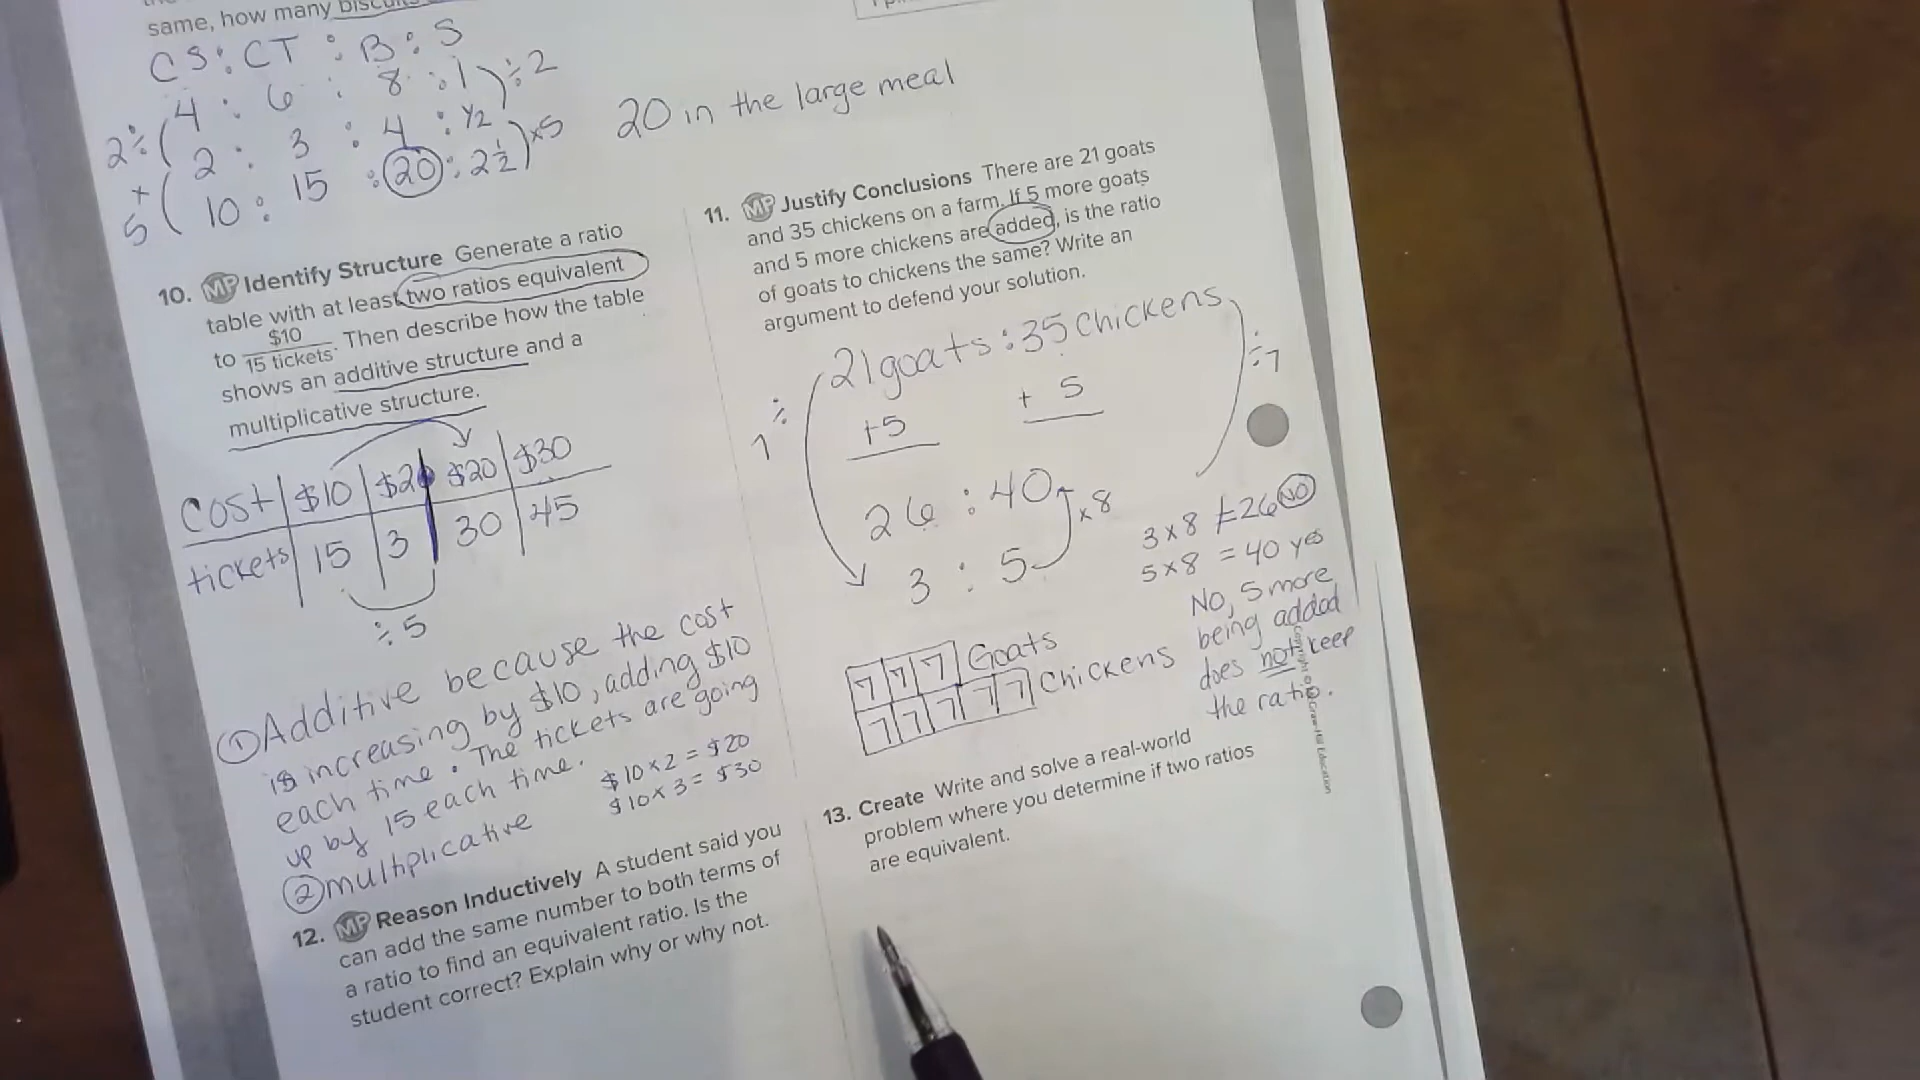 same, how many biscuits
CS : CT : B : S
4 : 6 : 8 : 1 ÷2
2÷ 2 : 3 : 4 : 1/2
×5
+
5 10 : 15 : 20 : 2 1/2
20 in the large meal
10. MP Identify Structure Generate a ratio
table with at least two ratios equivalent
to $10/15 tickets. Then describe how the table
shows an additive structure and a
multiplicative structure.
cost $10 $20 $20 $30
tickets 15 3 30 45
÷5
① Additive because the cost
is increasing by $10, adding $10
each time. The tickets are going
up by 15 each time.
$10 × 2 = $20
$10 × 3 = $30
② multiplicative
11. MP Justify Conclusions There are 21 goats
and 35 chickens on a farm. If 5 more goats
and 5 more chickens are added, is the ratio
of goats to chickens the same? Write an
argument to defend your solution.
21 goats : 35 chickens
÷7
7÷
+5 + 5
26 : 40
×8
3 : 5
3 × 8 ≠ 26 NO
5 × 8 = 40 yes
NO, 5 more
being added
does not keep
the ratio.
7 7 7 Goats
7 7 7 7 7 Chickens
12. MP Reason Inductively A student said you
can add the same number to both terms of
a ratio to find an equivalent ratio. Is the
student correct? Explain why or why not.
13. Create Write and solve a real-world
problem where you determine if two ratios
are equivalent.
McGraw-Hill Education